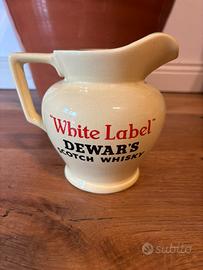 "White Label"
DEWAR'S
SCOTCH WHISKY
subito